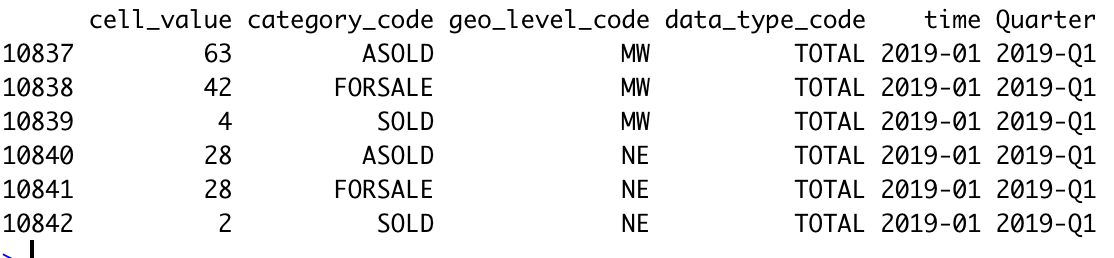 cell_value category_code geo_level_code data_type_code time Quarter
10837 63 ASOLD MW TOTAL 2019-01 2019-Q1
10838 42 FORSALE MW TOTAL 2019-01 2019-Q1
10839 4 SOLD MW TOTAL 2019-01 2019-Q1
10840 28 ASOLD NE TOTAL 2019-01 2019-Q1
10841 28 FORSALE NE TOTAL 2019-01 2019-Q1
10842 2 SOLD NE TOTAL 2019-01 2019-Q1
>